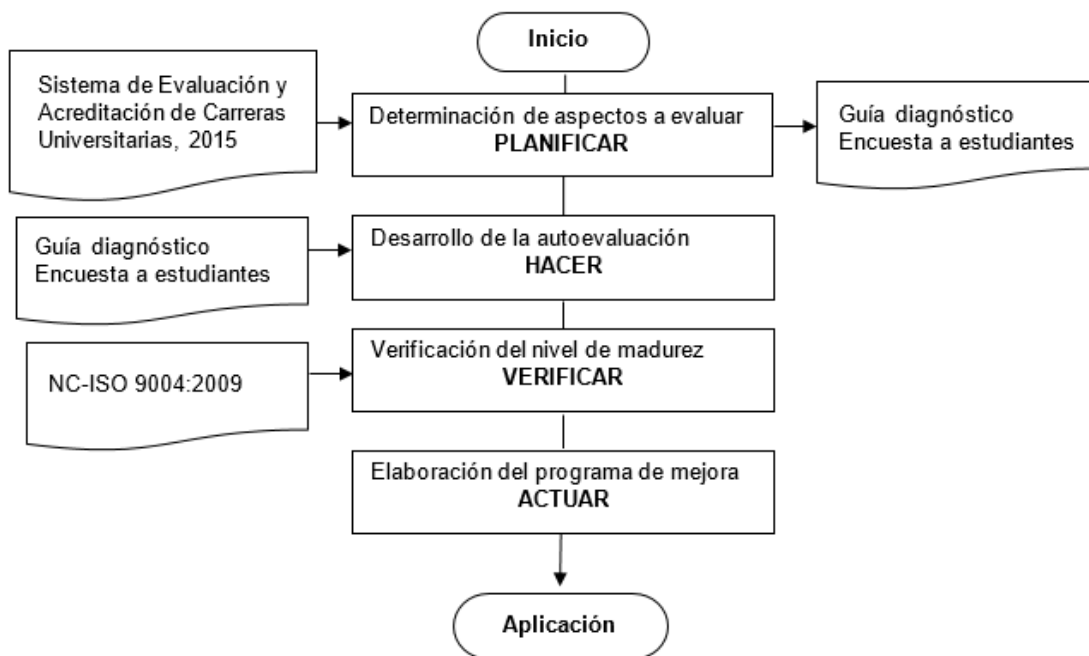 Inicio
Sistema de Evaluación y
Acreditación de Carreras
Universitarias, 2015
Determinación de aspectos a evaluar
PLANIFICAR
Guía diagnóstico
Encuesta a estudiantes
Guía diagnóstico
Encuesta a estudiantes
Desarrollo de la autoevaluación
HACER
NC-ISO 9004:2009
Verificación del nivel de madurez
VERIFICAR
Elaboración del programa de mejora
ACTUAR
Aplicación